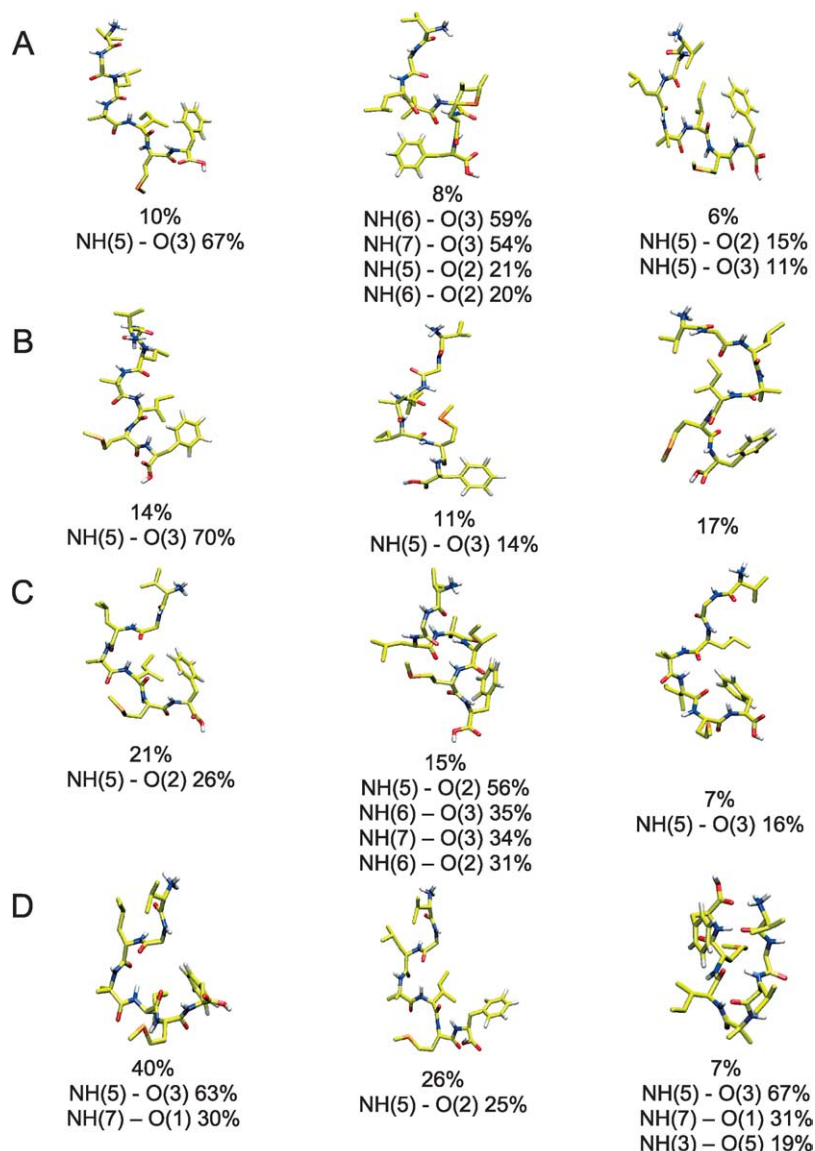 A
10%
NH(5) - O(3) 67%
8%
NH(6) - O(3) 59%
NH(7) - O(3) 54%
NH(5) - O(2) 21%
NH(6) - O(2) 20%
6%
NH(5) - O(2) 15%
NH(5) - O(3) 11%
B
14%
NH(5) - O(3) 70%
11%
NH(5) - O(3) 14%
17%
C
21%
NH(5) - O(2) 26%
15%
NH(5) - O(2) 56%
NH(6) – O(3) 35%
NH(7) – O(3) 34%
NH(6) – O(2) 31%
7%
NH(5) - O(3) 16%
D
40%
NH(5) - O(3) 63%
NH(7) – O(1) 30%
26%
NH(5) - O(2) 25%
7%
NH(5) - O(3) 67%
NH(7) – O(1) 31%
NH(3) – O(5) 19%